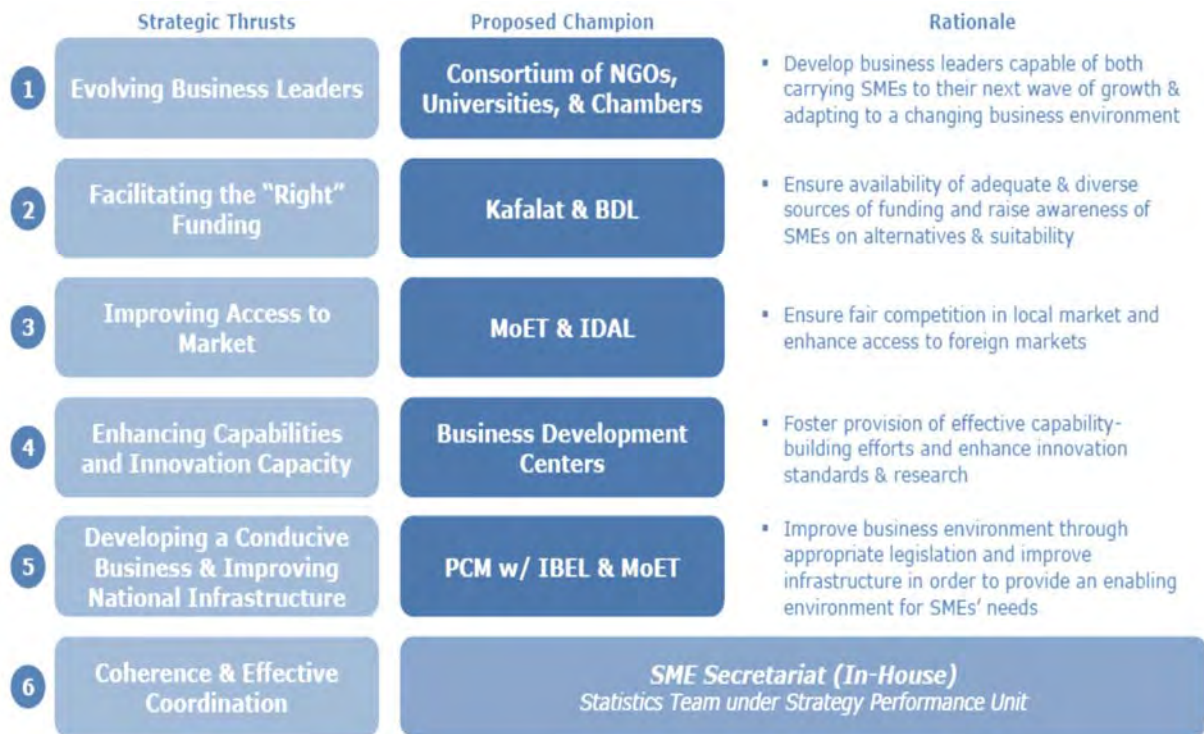 Strategic Thrusts
Proposed Champion
Rationale
1
Evolving Business Leaders
Consortium of NGOs,
Universities, & Chambers
• Develop business leaders capable of both
carrying SMEs to their next wave of growth &
adapting to a changing business environment
2
Facilitating the “Right”
Funding
Kafalat & BDL
• Ensure availability of adequate & diverse
sources of funding and raise awareness of
SMEs on alternatives & suitability
3
Improving Access to
Market
MoET & IDAL
• Ensure fair competition in local market and
enhance access to foreign markets
4
Enhancing Capabilities
and Innovation Capacity
Business Development
Centers
• Foster provision of effective capability-
building efforts and enhance innovation
standards & research
5
Developing a Conducive
Business & Improving
National Infrastructure
PCM w/ IBEL & MoET
• Improve business environment through
appropriate legislation and improve
infrastructure in order to provide an enabling
environment for SMEs’ needs
6
Coherence & Effective
Coordination
SME Secretariat (In-House)
Statistics Team under Strategy Performance Unit